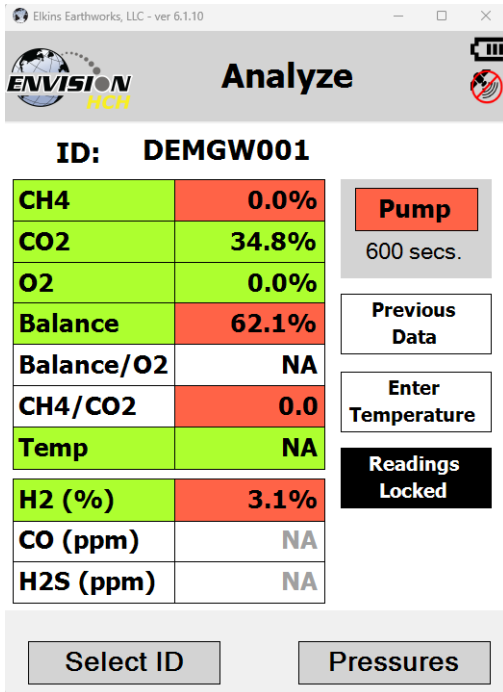 Elkins Earthworks, LLC - ver 6.1.10
ENVISION
HCH
Analyze
ID: DEMGW001
CH4 0.0%
CO2 34.8%
O2 0.0%
Balance 62.1%
Balance/O2 NA
CH4/CO2 0.0
Temp NA
H2 (%) 3.1%
CO (ppm) NA
H2S (ppm) NA
Pump
600 secs.
Previous
Data
Enter
Temperature
Readings
Locked
Select ID
Pressures